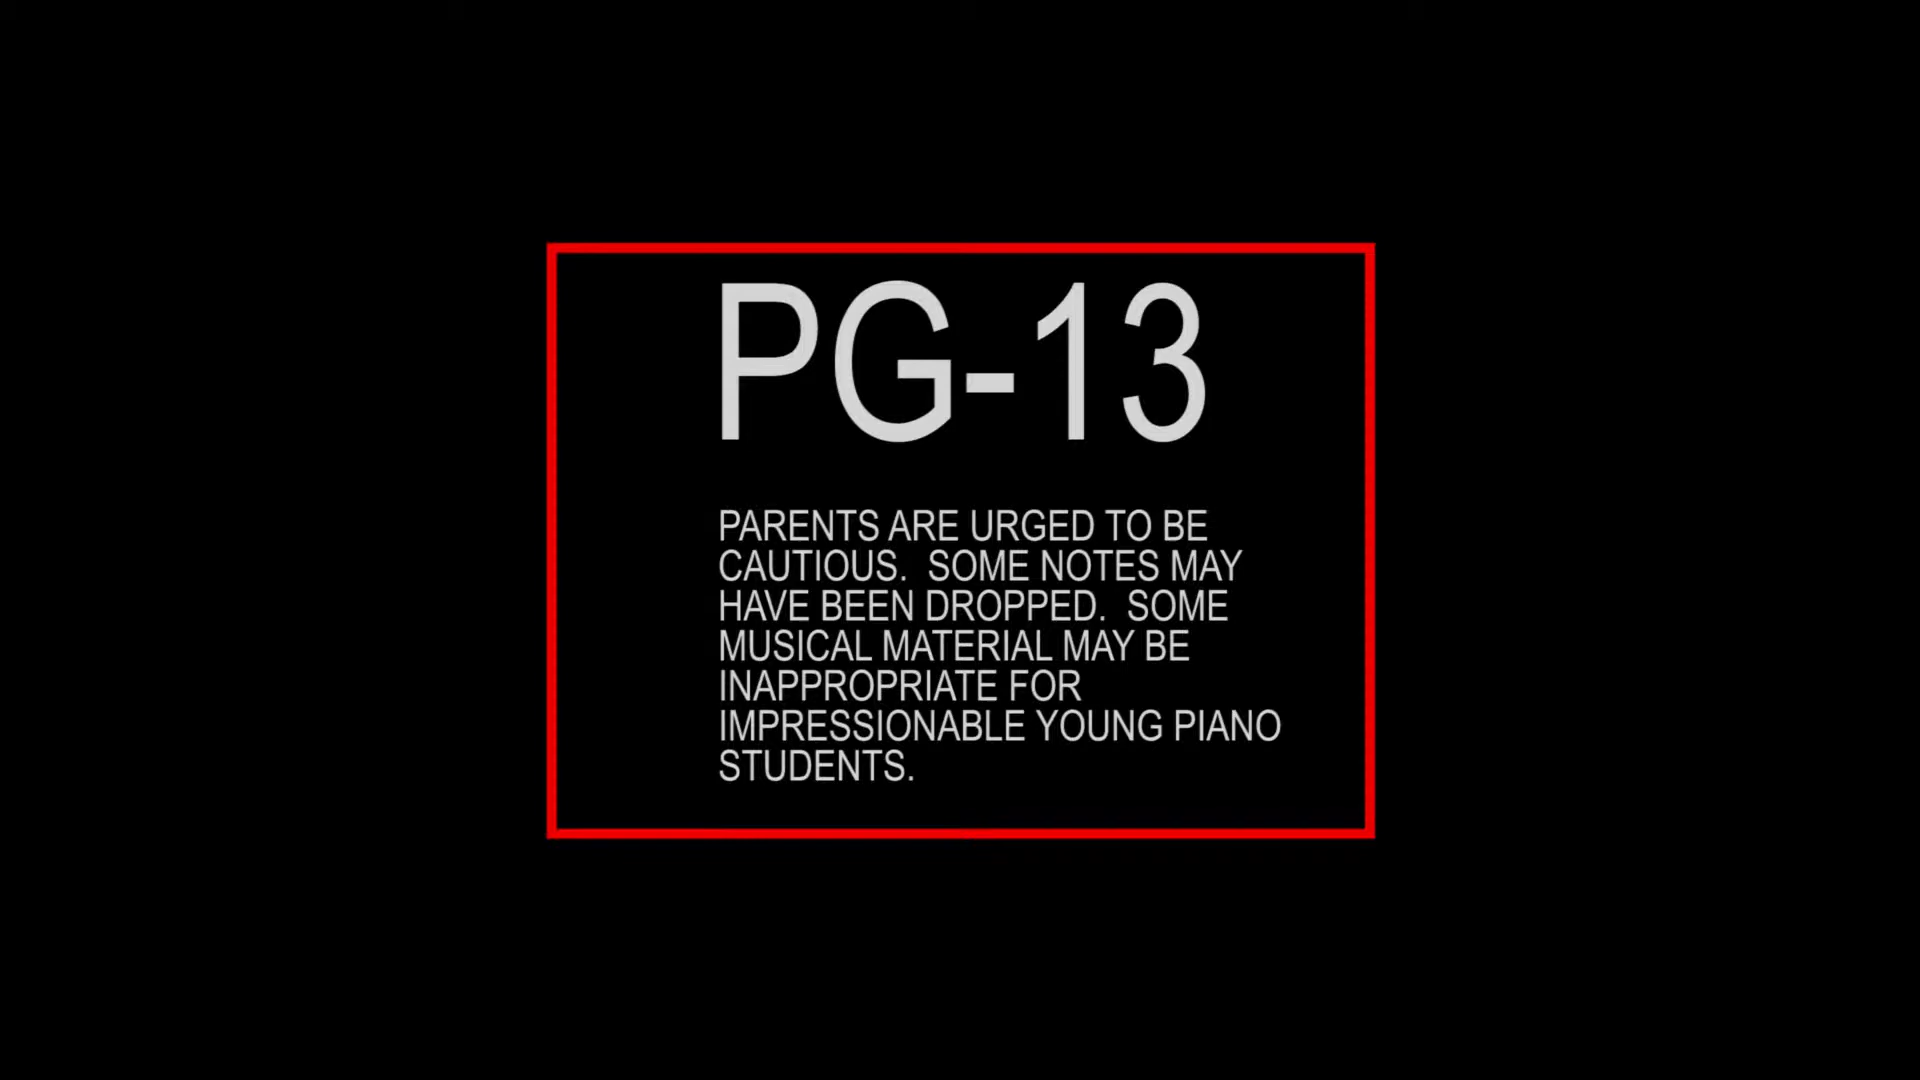 PG-13
PARENTS ARE URGED TO BE
CAUTIOUS.  SOME NOTES MAY
HAVE BEEN DROPPED.  SOME
MUSICAL MATERIAL MAY BE
INAPPROPRIATE FOR
IMPRESSIONABLE YOUNG PIANO
STUDENTS.